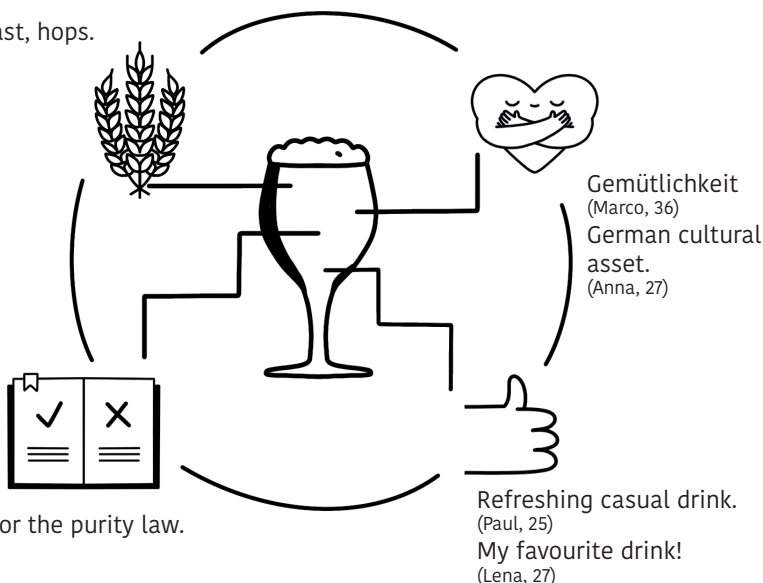 ast, hops.
Gemütlichkeit
(Marco, 36)
German cultural
asset.
(Anna, 27)
or the purity law.
Refreshing casual drink.
(Paul, 25)
My favourite drink!
(Lena, 27)